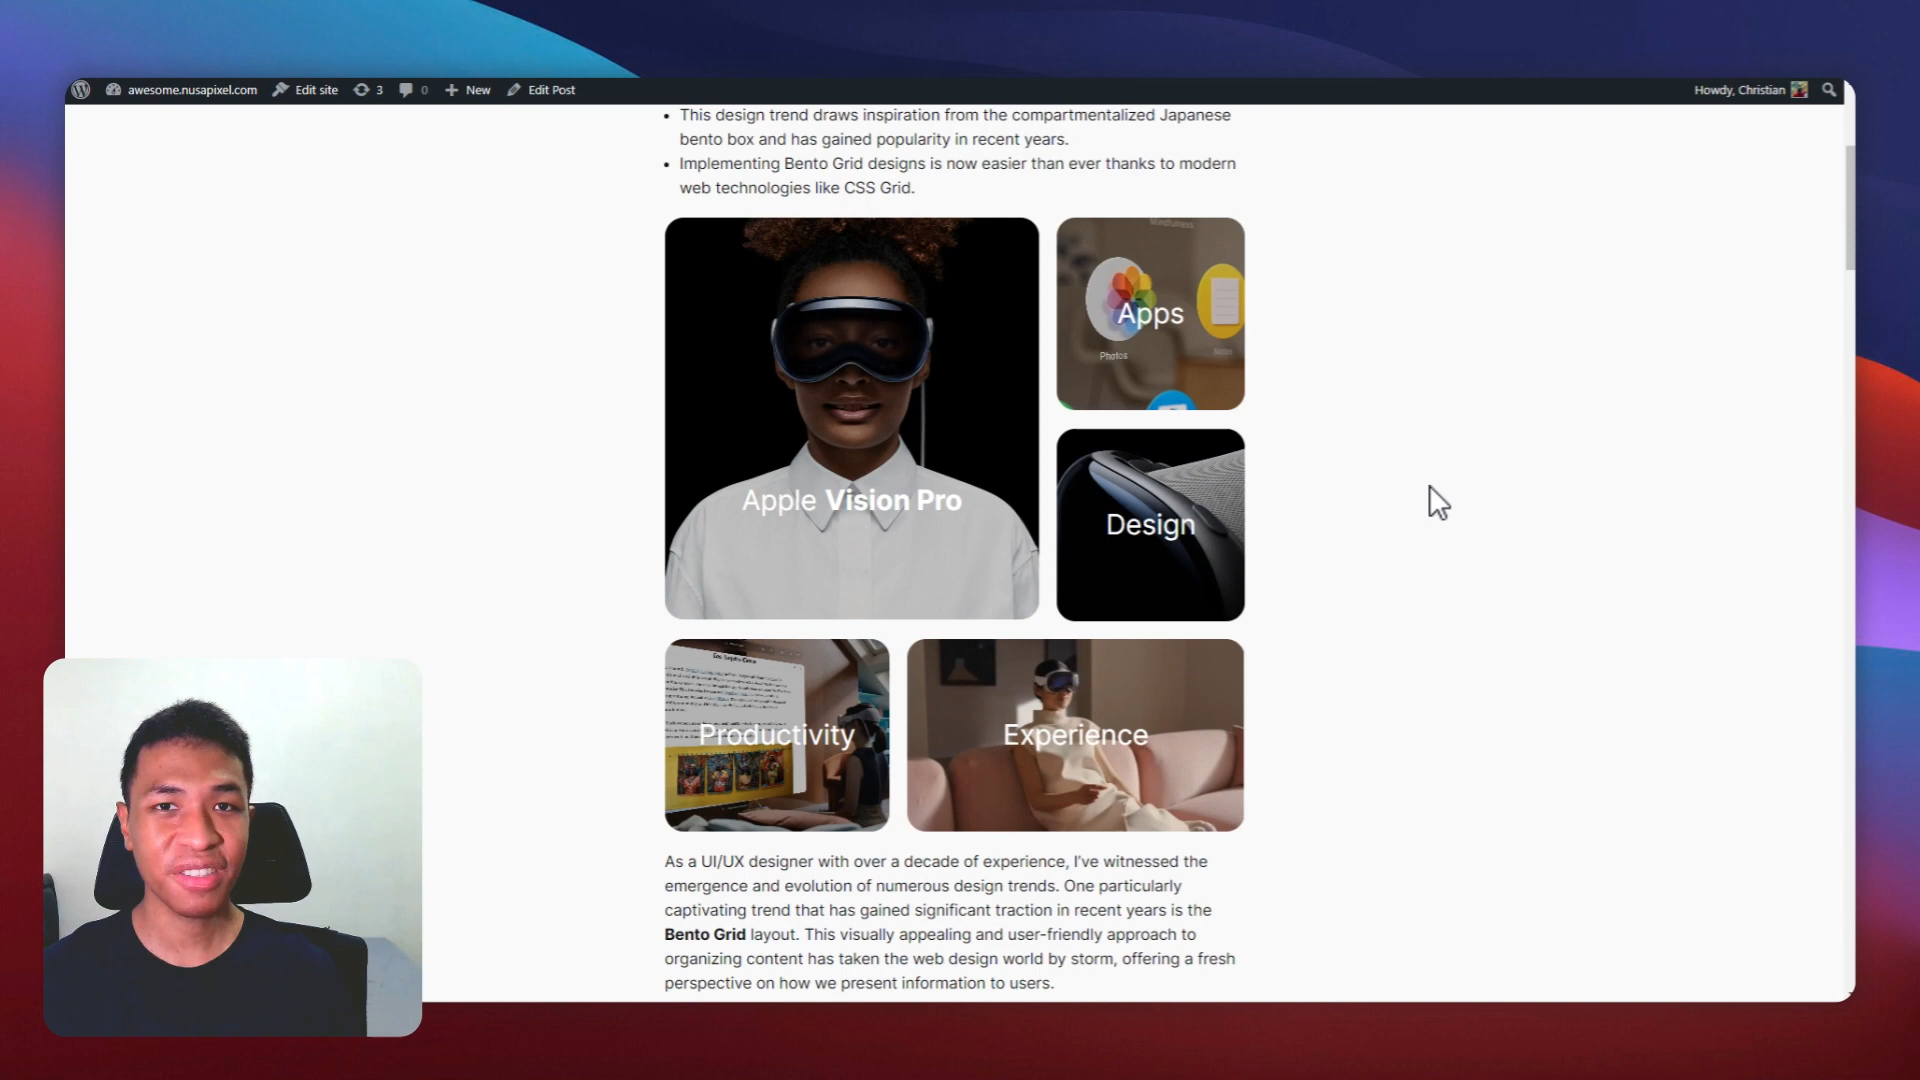 awesome.nusapixel.com Edit site 3 0 New Edit Post Howdy, Christian
This design trend draws inspiration from the compartmentalized Japanese
bento box and has gained popularity in recent years.
Implementing Bento Grid designs is now easier than ever thanks to modern
web technologies like CSS Grid.
Mindfulness
Apps
Photos
Notes
Apple Vision Pro
Design
Productivity
Experience
As a UI/UX designer with over a decade of experience, I've witnessed the
emergence and evolution of numerous design trends. One particularly
captivating trend that has gained significant traction in recent years is the
Bento Grid layout. This visually appealing and user-friendly approach to
organizing content has taken the web design world by storm, offering a fresh
perspective on how we present information to users.